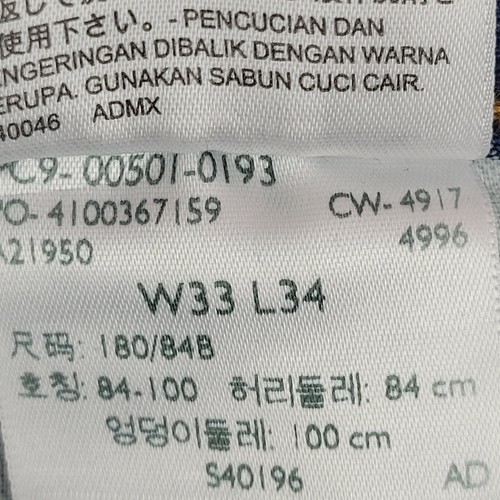 使用下さい。- PENCUCIAN DAN
NGERINGAN DIBALIK DENGAN WARNA
ERUPA. GUNAKAN SABUN CUCI CAIR.
40046 ADMX
PC9- 00501-0193
PO- 4100367159 CW- 4917
A21950 4996
W33 L34
尺码: 180/84B
호칭: 84-100 허리둘레: 84 cm
엉덩이둘레: 100 cm
S40196 AD